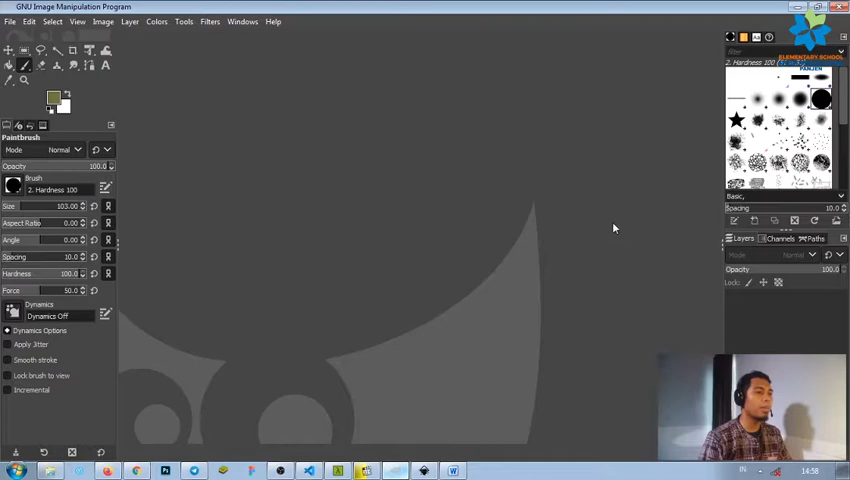 GNU Image Manipulation Program
File Edit Select View Image Layer Colors Tools Filters Windows Help
ELEMENTARY SCHOOL
filter
2. Hardness 100
Paintbrush
Mode Normal
Opacity 100.0
Brush
2. Hardness 100
Size 103.00
Aspect Ratio 0.00
Angle 0.00
Spacing 10.0
Hardness 100.0
Force 50.0
Dynamics
Dynamics Off
Dynamics Options
Apply Jitter
Smooth stroke
Lock brush to view
Incremental
Basic,
Spacing 10.0
Layers Channels Paths
Mode Normal
Opacity 100.0
Lock:
IN 14:58